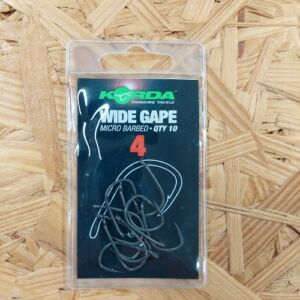 KORDA
THINKING TACKLE
WIDE GAPE
MICRO BARBED • QTY 10
4